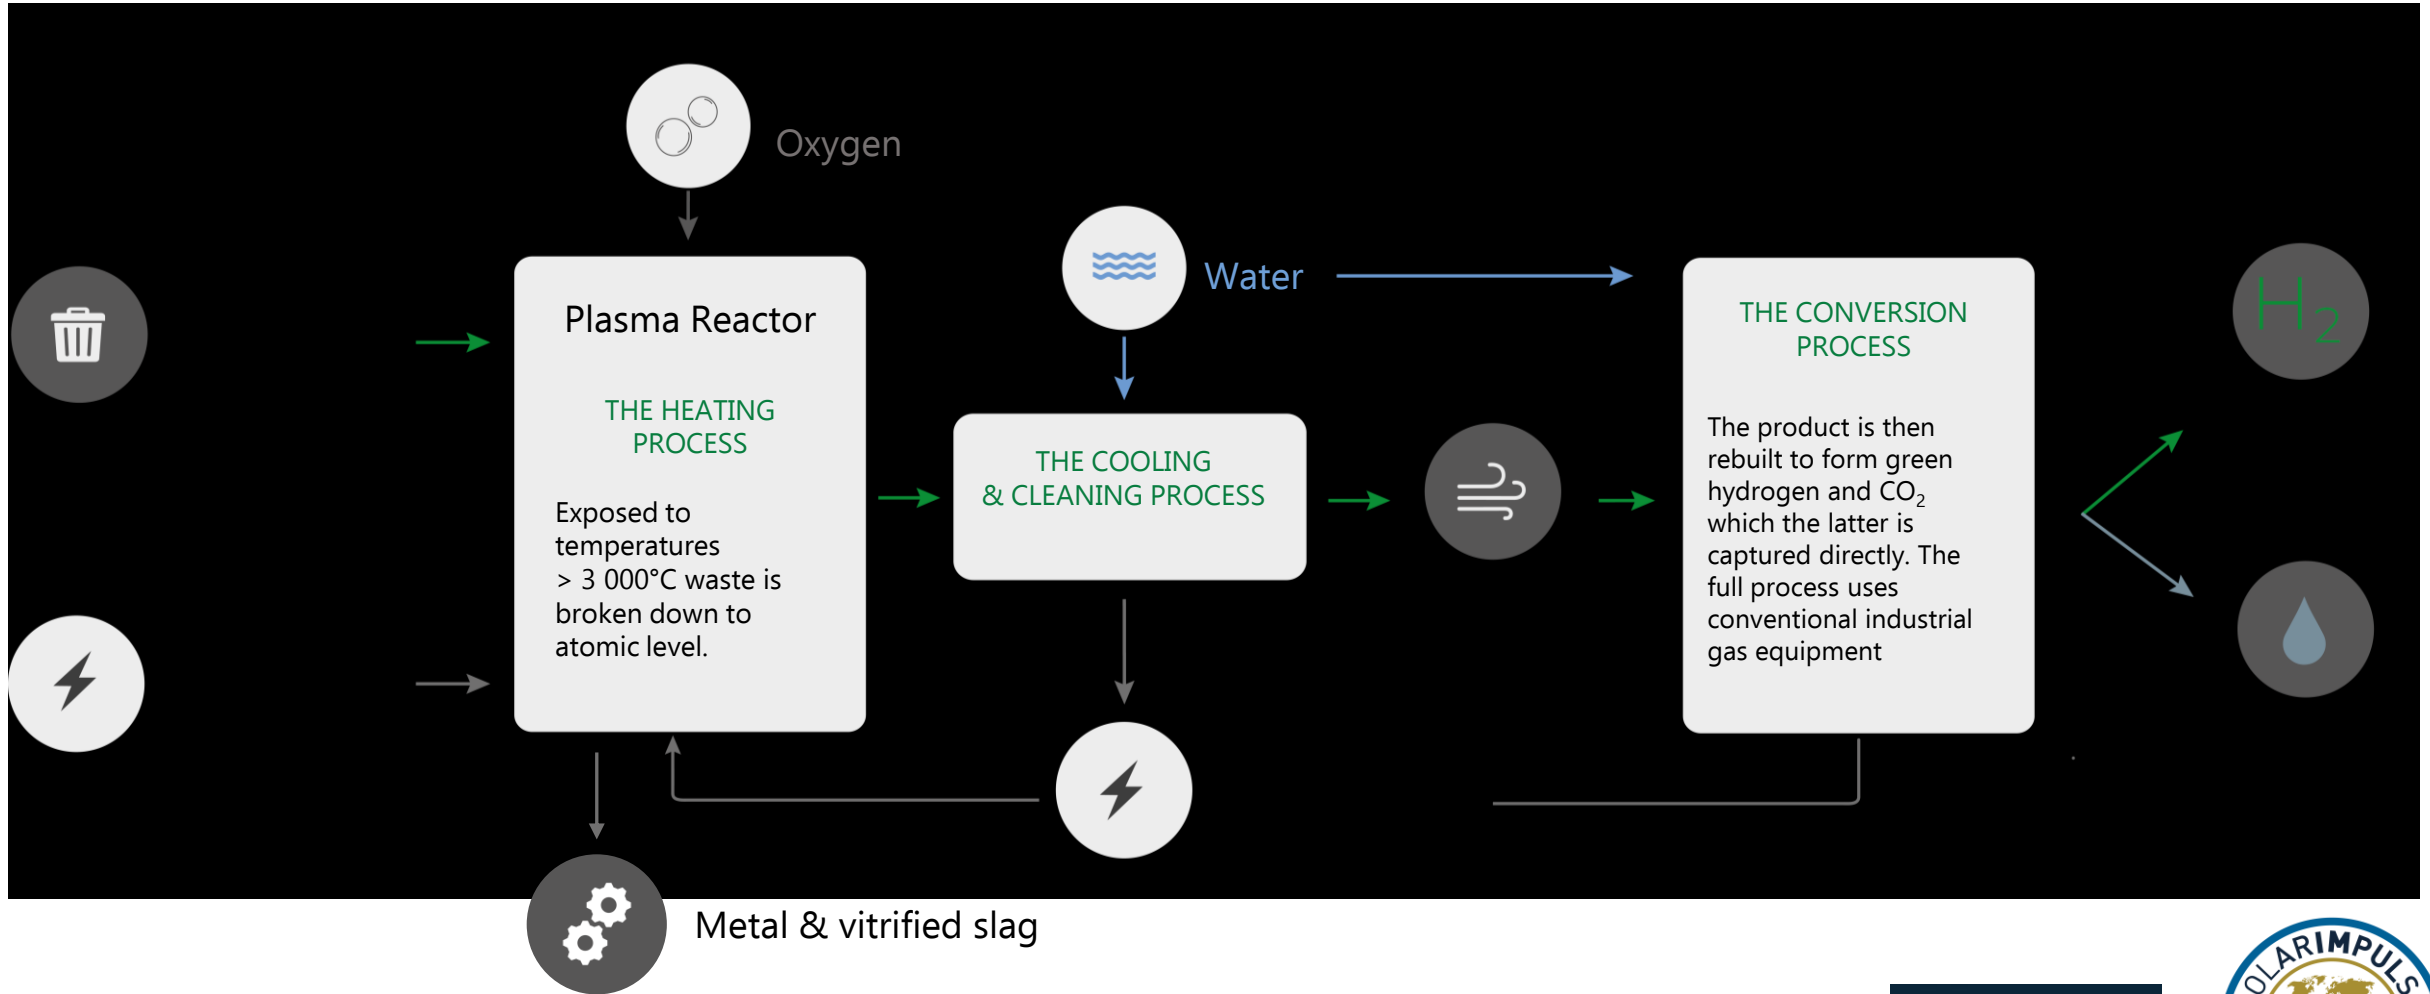 Oxygen
Water
Plasma Reactor
THE HEATING
PROCESS
Exposed to
temperatures
> 3 000°C waste is
broken down to
atomic level.
THE COOLING
& CLEANING PROCESS
THE CONVERSION
PROCESS
The product is then
rebuilt to form green
hydrogen and CO₂
which the latter is
captured directly. The
full process uses
conventional industrial
gas equipment
H₂
Metal & vitrified slag
OLARIMPULS